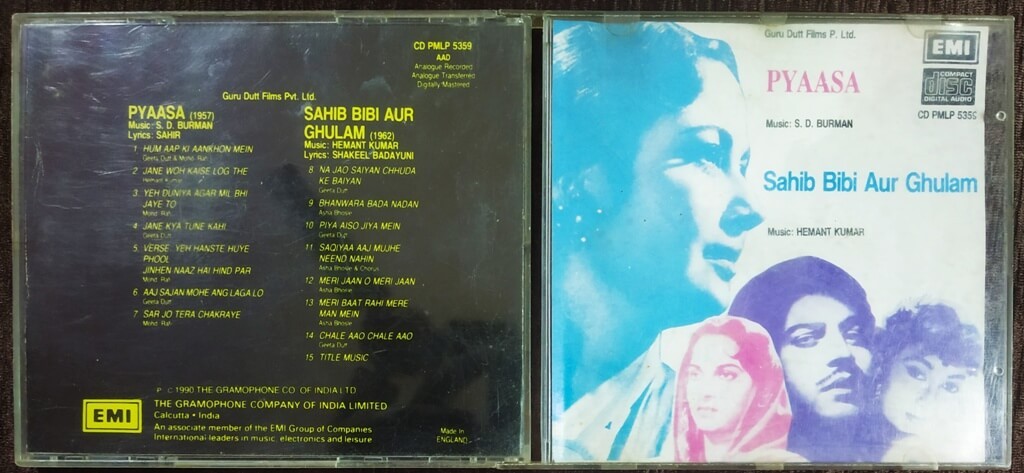 CD PMLP 5359
AAD
Analogue Recorded
Analogue Transferred
Digitally Mastered
Guru Dutt Films Pvt. Ltd.
PYAASA (1957)
Music: S. D. BURMAN
Lyrics: SAHIR
1 HUM AAP KI AANKHON MEIN
Geeta Dutt & Mohd. Rafi
2 JANE WOH KAISE LOG THE
Hemant Kumar
3 YEH DUNIYA AGAR MIL BHI
JAYE TO
Mohd. Rafi
4 JANE KYA TUNE KAHI
Geeta Dutt
5 VERSE YEH HANSTE HUYE
PHOOL
JINHEN NAAZ HAI HIND PAR
Mohd. Rafi
6 AAJ SAJAN MOHE ANG LAGA LO
Geeta Dutt
7 SAR JO TERA CHAKRAYE
Mohd. Rafi
SAHIB BIBI AUR
GHULAM (1962)
Music: HEMANT KUMAR
Lyrics: SHAKEEL BADAYUNI
8 NA JAO SAIYAN CHHUDA
KE BAIYAN
Geeta Dutt
9 BHANWARA BADA NADAN
Asha Bhosle
10 PIYA AISO JIYA MEIN
Geeta Dutt
11 SAQIYAA AAJ MUJHE
NEEND NAHIN
Asha Bhosle & Chorus
12 MERI JAAN O MERI JAAN
Asha Bhosle
13 MERI BAAT RAHI MERE
MAN MEIN
Asha Bhosle
14 CHALE AAO CHALE AAO
Geeta Dutt
15 TITLE MUSIC
P C 1990 THE GRAMOPHONE CO. OF INDIA LTD
EMI
THE GRAMOPHONE COMPANY OF INDIA LIMITED
Calcutta • India
An associate member of the EMI Group of Companies
International leaders in music, electronics and leisure
Made in
ENGLAND
Guru Dutt Films P. Ltd.
EMI
COMPACT
disc
DIGITAL AUDIO
CD PMLP 5359
PYAASA
Music: S. D. BURMAN
Sahib Bibi Aur Ghulam
Music: HEMANT KUMAR